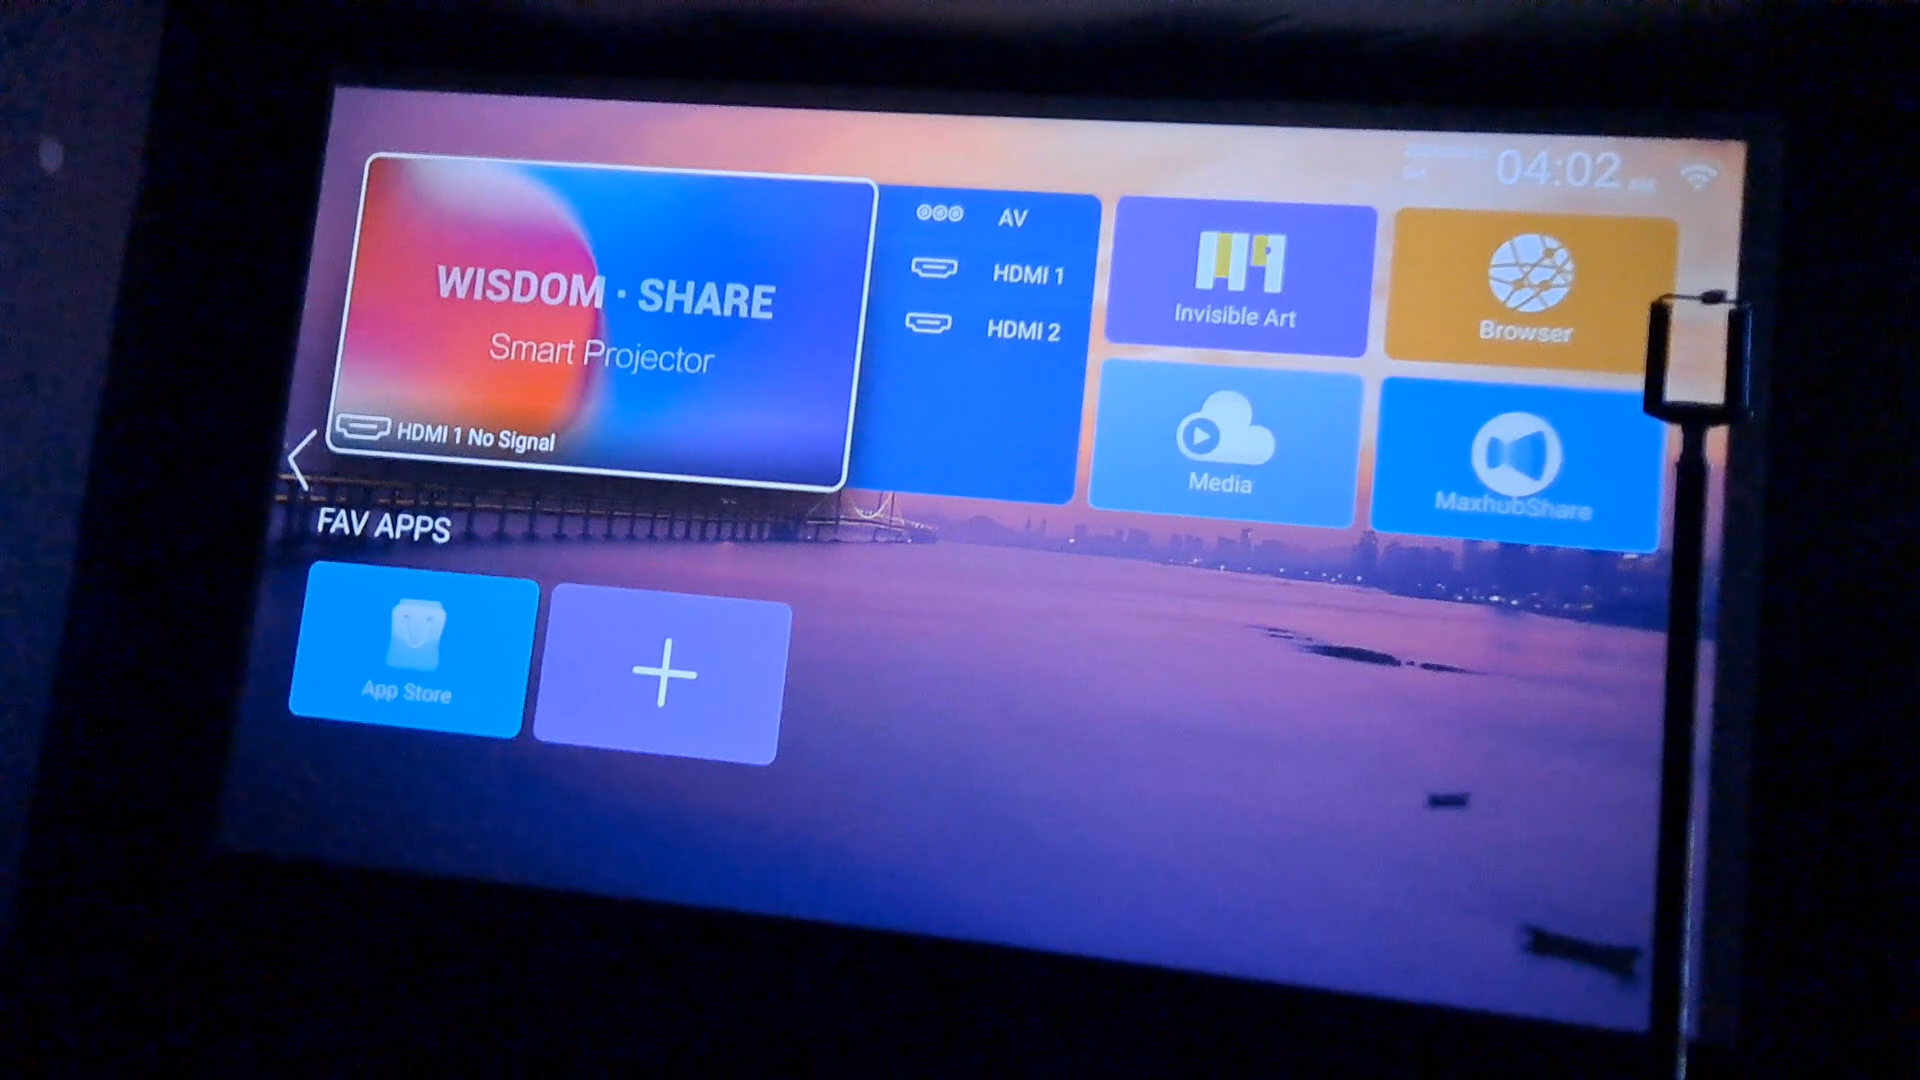 04:02
WISDOM · SHARE
Smart Projector
HDMI 1 No Signal
AV
HDMI 1
HDMI 2
Invisible Art
Browser
Media
MaxhubShare
FAV APPS
App Store